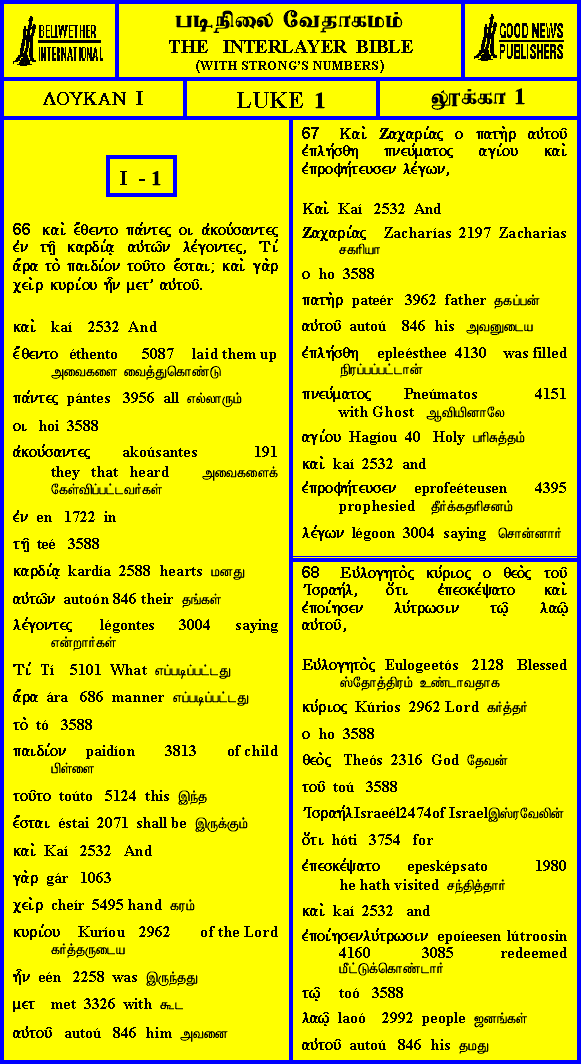 BELLWETHER
INTERNATIONAL
படிநிலை வேதாகமம்
THE INTERLAYER BIBLE
(WITH STRONG'S NUMBERS)
GOOD NEWS
PUBLISHERS
ΛΟΥΚΑΝ Ι
LUKE 1
லூக்கா 1
I - 1
66 καὶ ἔθεντο πάντες οι ἀκούσαντες
ἐν τῇ καρδίᾳ αὐτῶν λέγοντες, Τί
ἄρα τὸ παιδίον τοῦτο ἔσται; καὶ γὰρ
χεὶρ κυρίου ἦν μετ' αὐτοῦ.
καὶ kaí 2532 And
ἔθεντο éthento 5087 laid them up
அவைகளை வைத்துகொண்டு
πάντες pántes 3956 all எல்லாரும்
οι hoi 3588
ἀκούσαντες akoúsantes 191
they that heard அவைகளைக்
கேள்விப்பட்டவர்கள்
ἐν en 1722 in
τῇ teé 3588
καρδίᾳ kardía 2588 hearts மனது
αὐτῶν autoón 846 their தங்கள்
λέγοντες légontes 3004 saying
என்றார்கள்
Τί Tí 5101 What எப்படிப்பட்டது
ἄρα ára 686 manner எப்படிப்பட்டது
τὸ tó 3588
παιδίον paidíon 3813 of child
பிள்ளை
τοῦτο toúto 5124 this இந்த
ἔσται éstai 2071 shall be இருக்கும்
καὶ Kaí 2532 And
γὰρ gár 1063
χεὶρ cheír 5495 hand கரம்
κυρίου Kuríou 2962 of the Lord
கர்த்தருடைய
ἦν eén 2258 was இருந்தது
μετ met 3326 with கூட
αὐτοῦ autoú 846 him அவனை
67 Καὶ Ζαχαρίας ο πατὴρ αὐτοῦ
ἐπλήσθη πνεύματος αγίου καὶ
ἐπροφήτευσεν λέγων,
Καὶ Kaí 2532 And
Ζαχαρίας Zacharías 2197 Zacharias
சகரியா
ο ho 3588
πατὴρ pateér 3962 father தகப்பன்
αὐτοῦ autoú 846 his அவனுடைய
ἐπλήσθη epleésthee 4130 was filled
நிரப்பப்பட்டான்
πνεύματος Pneúmatos 4151
with Ghost ஆவியினாலே
αγίου Hagíou 40 Holy பரிசுத்தம்
καὶ kaí 2532 and
ἐπροφήτευσεν eprofeéteusen 4395
prophesied தீர்க்கதரிசனம்
λέγων légoon 3004 saying சொன்னார்
68 Εὐλογητὸς κύριος ο θεὸς τοῦ
Ἰσραήλ, ὅτι ἐπεσκέψατο καὶ
ἐποίησεν λύτρωσιν τῷ λαῷ
αὐτοῦ,
Εὐλογητὸς Eulogeetós 2128 Blessed
ஸ்தோத்திரம் உண்டாவதாக
κύριος Kúrios 2962 Lord கர்த்தர்
ο ho 3588
θεὸς Theós 2316 God தேவன்
τοῦ toú 3588
Ἰσραήλ Israeél2474of Israelஇஸ்ரவேலின்
ὅτι hóti 3754 for
ἐπεσκέψατο epesképsato 1980
he hath visited சந்தித்தார்
καὶ kaí 2532 and
ἐποίησενλύτρωσιν epoíeesen lútroosin
4160 3085 redeemed
மீட்டுக்கொண்டார்
τῷ toó 3588
λαῷ laoó 2992 people ஜனங்கள்
αὐτοῦ autoú 846 his தமது